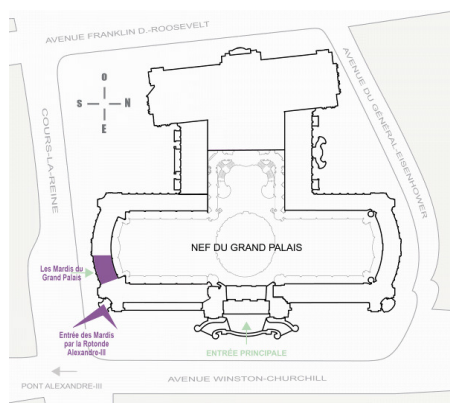 AVENUE FRANKLIN D.-ROOSEVELT
AVENUE DU GÉNÉRAL-EISENHOWER
O
S
N
E
COURS-LA-REINE
NEF DU GRAND PALAIS
Les Mardis du
Grand Palais
Entrée des Mardis
par la Rotonde
Alexandre-III
ENTRÉE PRINCIPALE
AVENUE WINSTON-CHURCHILL
PONT ALEXANDRE-III